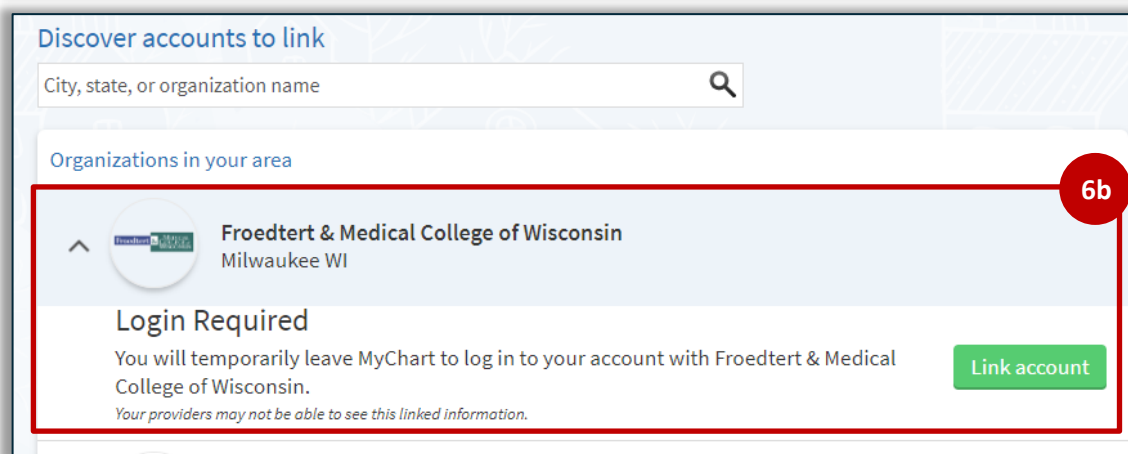 Discover accounts to link
City, state, or organization name
Organizations in your area
6b
Froedtert & Medical College of Wisconsin
Milwaukee WI
Login Required
You will temporarily leave MyChart to log in to your account with Froedtert & Medical
College of Wisconsin.
Link account
Your providers may not be able to see this linked information.